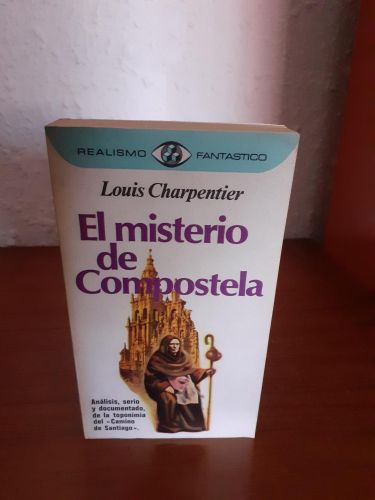 REALISMO FANTASTICO
Louis Charpentier
El misterio
de
Compostela
Análisis, serio
y documentado,
de la toponimia
del «Camino
de Santiago».